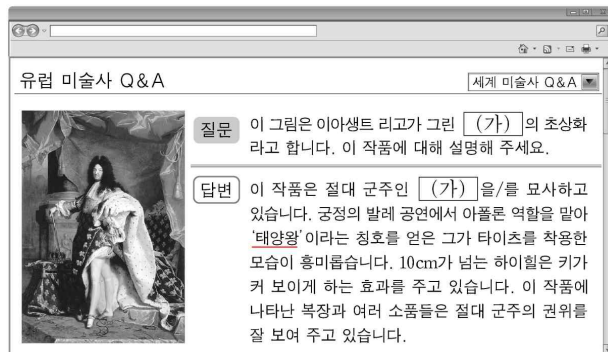 유럽 미술사 Q&A
세계 미술사 Q&A
질문
이 그림은 이아생트 리고가 그린 (가) 의 초상화
라고 합니다. 이 작품에 대해 설명해 주세요.
답변
이 작품은 절대 군주인 (가) 을/를 묘사하고
있습니다. 궁정의 발레 공연에서 아폴론 역할을 맡아
‘태양왕’이라는 칭호를 얻은 그가 타이츠를 착용한
모습이 흥미롭습니다. 10cm가 넘는 하이힐은 키가
커 보이게 하는 효과를 주고 있습니다. 이 작품에
나타난 복장과 여러 소품들은 절대 군주의 권위를
잘 보여 주고 있습니다.